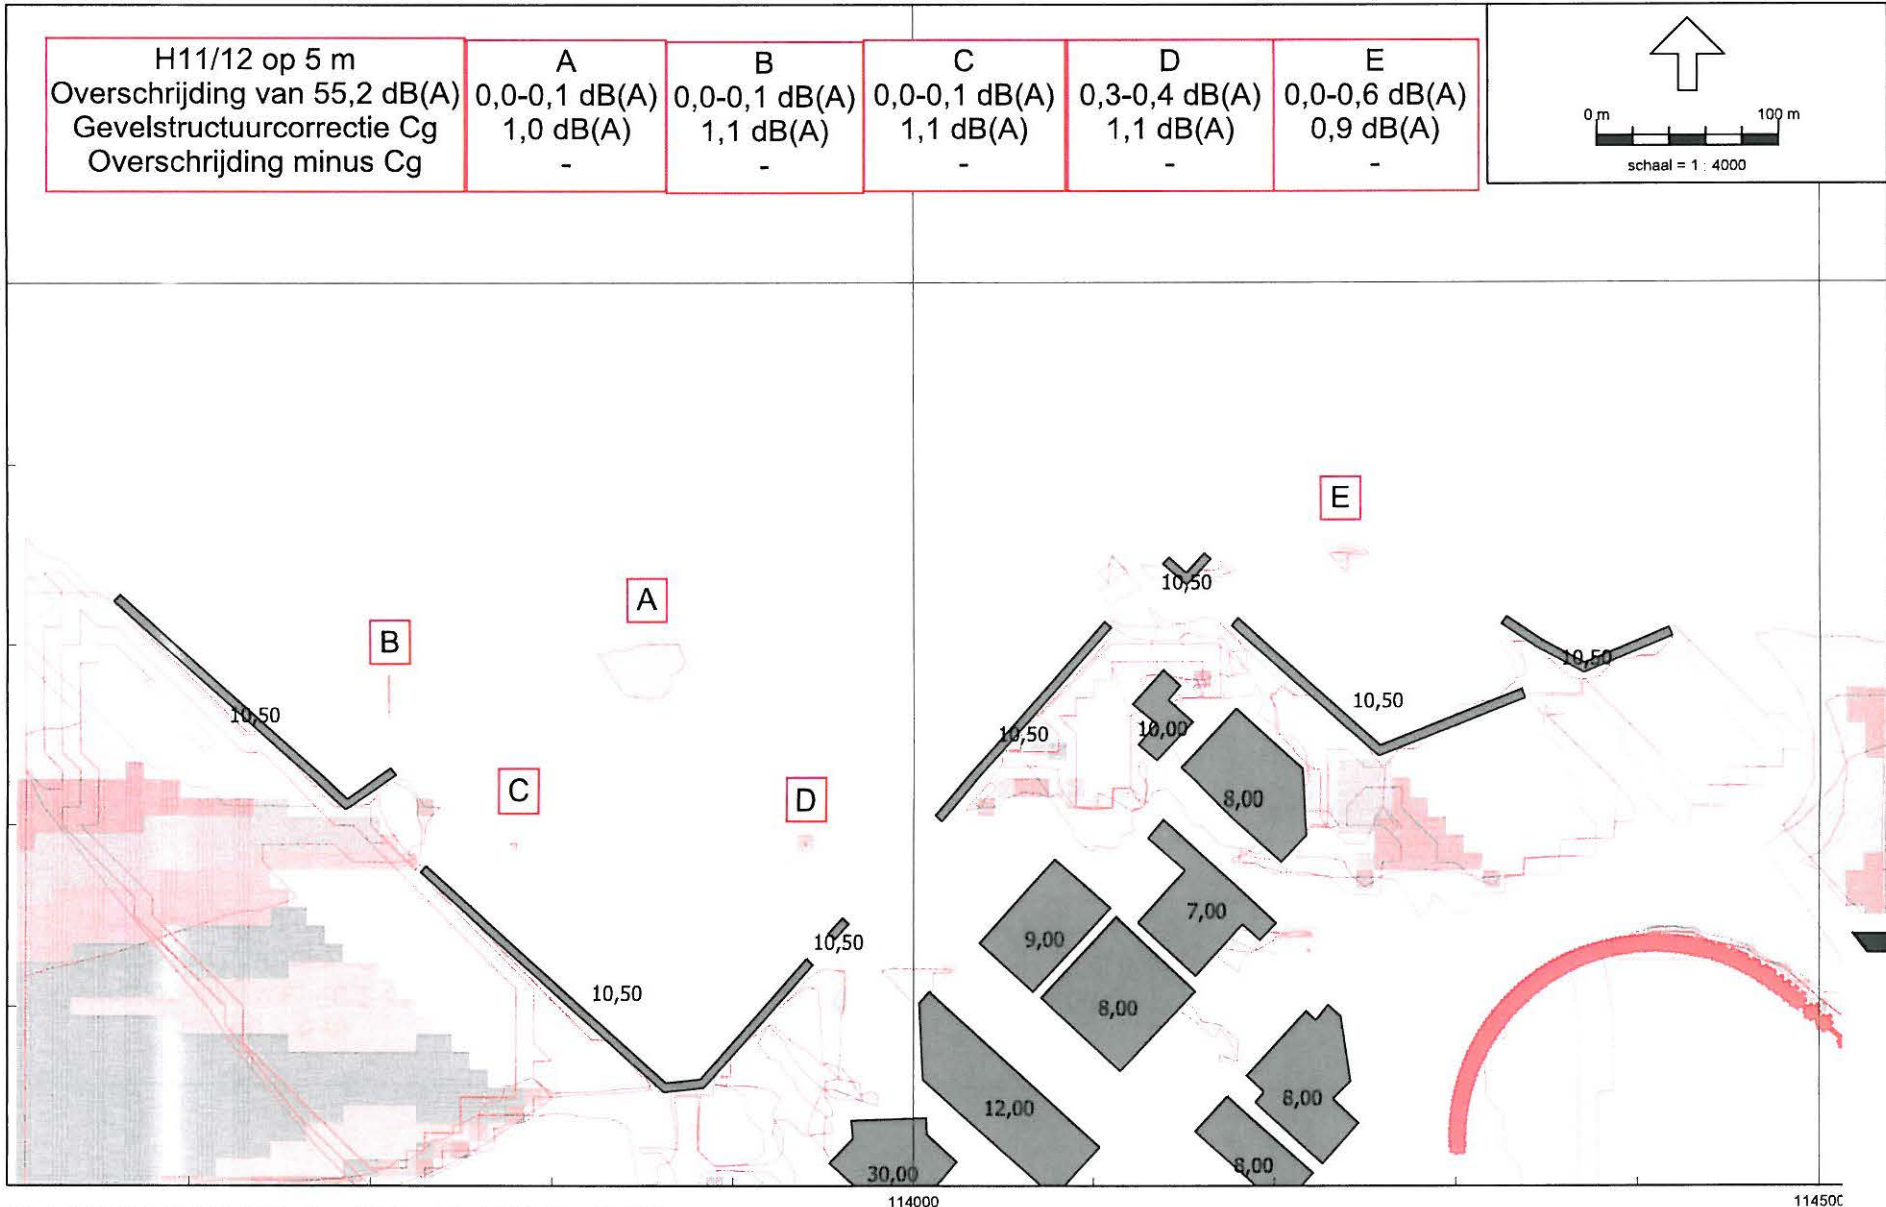 H11/12 op 5 m
Overschrijding van 55,2 dB(A)
Gevelstructuurcorrectie Cg
Overschrijding minus Cg
A
0,0-0,1 dB(A)
1,0 dB(A)
-
B
0,0-0,1 dB(A)
1,1 dB(A)
-
C
0,0-0,1 dB(A)
1,1 dB(A)
-
D
0,3-0,4 dB(A)
1,1 dB(A)
-
E
0,0-0,6 dB(A)
0,9 dB(A)
-
0 m 100 m
schaal = 1 : 4000
E
10,50
A
B
10,50
10,50
10,50
10,50
10,00
C
D
8,00
7,00
9,00
10,50
10,50
8,00
12,00
8,00
8,00
30,00
114000